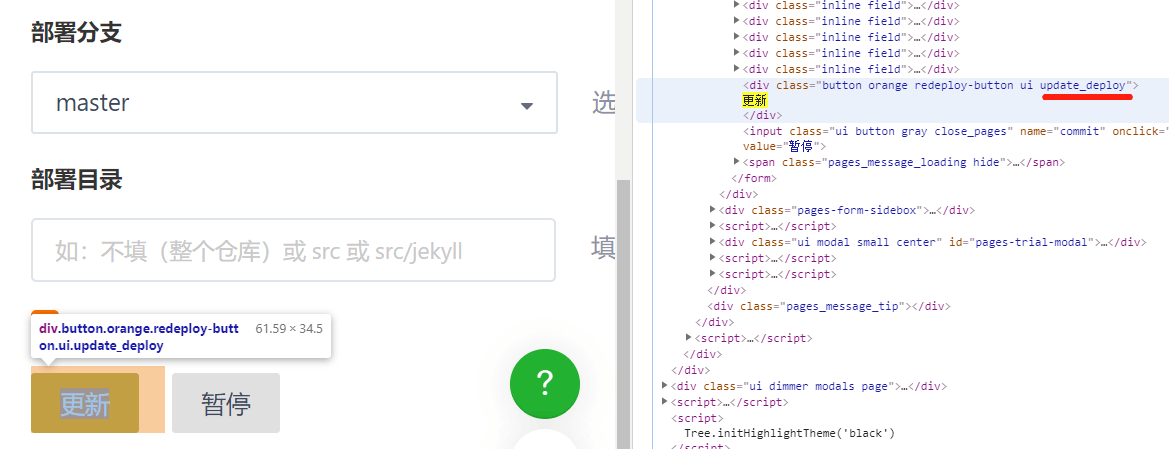 部署分支
master
选
部署目录
如：不填（整个仓库）或 src 或 src/jekyll
填
div.button.orange.redeploy-butt
on.ui.update_deploy
61.59 × 34.5
更新
暂停
?
<div class="inline field">…</div>
<div class="inline field">…</div>
<div class="inline field">…</div>
<div class="inline field">…</div>
<div class="inline field">…</div>
<div class="button orange redeploy-button ui update_deploy">
更新
</div>
<input class="ui button gray close_pages" name="commit" onclick="
value="暂停">
<span class="pages_message_loading hide">…</span>
</form>
</div>
<div class="pages-form-sidebox">…</div>
<script>…</script>
<div class="ui modal small center" id="pages-trial-modal">…</div>
<script>…</script>
<script>…</script>
</div>
<div class="pages_message_tip"></div>
</div>
<script>…</script>
</div>
</div>
<div class="ui dimmer modals page">…</div>
<script>…</script>
<script>
Tree.initHighlightTheme('black')
</script>